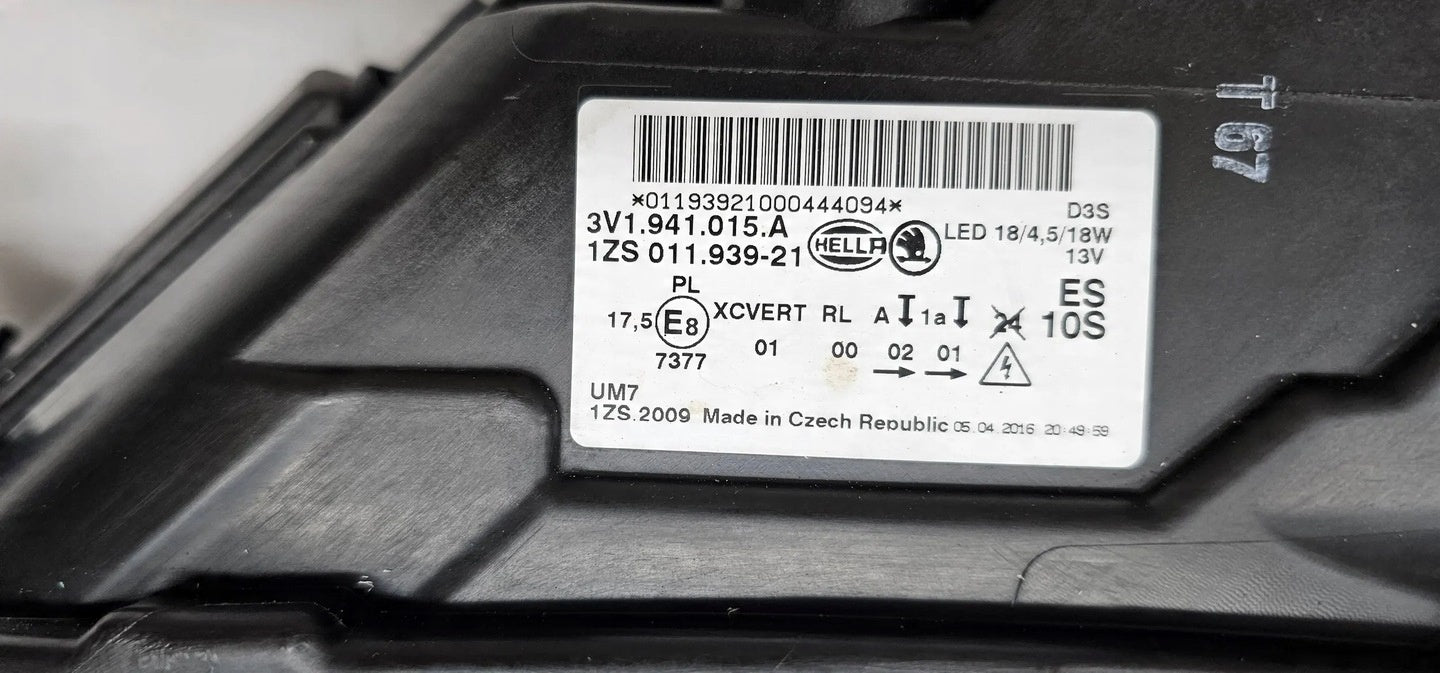 *01193921000444094*
3V1.941.015.A
1ZS 011.939-21
HELLA
D3S
LED 18/4,5/18W
13V
ES
10S
PL
17,5 E8 XCVERT RL A 1a 24
7377 01 00 02 01
UM7
1ZS.2009 Made in Czech Republic 05.04.2016 20:49:59
T 67